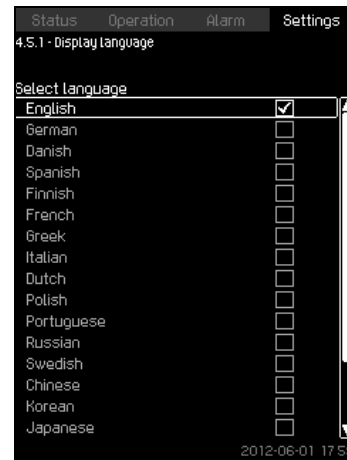 Status Operation Alarm Settings
4.5.1 - Display language
Select language
English
German
Danish
Spanish
Finnish
French
Greek
Italian
Dutch
Polish
Portuguese
Russian
Swedish
Chinese
Korean
Japanese
2012-06-01 17